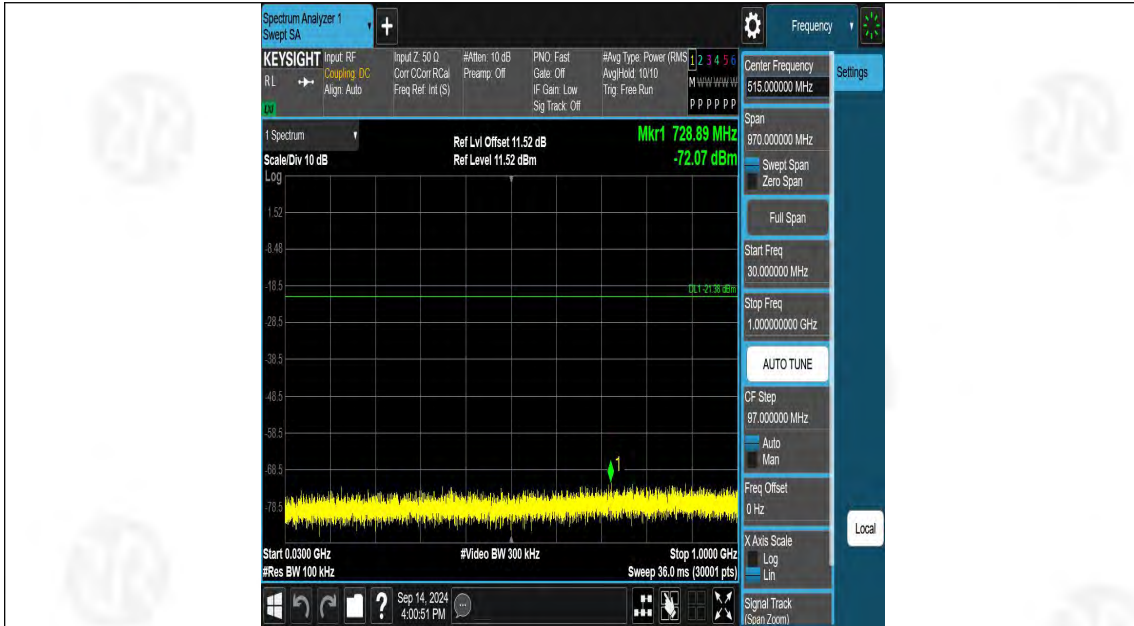 Spectrum Analyzer 1
Swept SA
+
Frequency
KEYSIGHT
RL
LXI
Input: RF
Coupling: DC
Align: Auto
Input Z: 50 Ω
Corr CCorr RCal
Freq Ref: Int (S)
#Atten: 10 dB
Preamp: Off
PNO: Fast
Gate: Off
IF Gain: Low
Sig Track: Off
#Avg Type: Power (RMS
Avg|Hold: 10/10
Trig: Free Run
1 2 3 4 5 6
M W W W W W
P P P P P P
Center Frequency
515.000000 MHz
Settings
1 Spectrum
Scale/Div 10 dB
Log
Ref Lvl Offset 11.52 dB
Ref Level 11.52 dBm
Mkr1 728.89 MHz
-72.07 dBm
1.52
-8.48
-18.5
-28.5
-38.5
-48.5
-58.5
-68.5
-78.5
DL1 -21.38 dBm
1
Start 0.0300 GHz
#Res BW 100 kHz
#Video BW 300 kHz
Stop 1.0000 GHz
Sweep 36.0 ms (30001 pts)
Span
970.000000 MHz
Swept Span
Zero Span
Full Span
Start Freq
30.000000 MHz
Stop Freq
1.000000000 GHz
AUTO TUNE
CF Step
97.000000 MHz
Auto
Man
Freq Offset
0 Hz
X Axis Scale
Log
Lin
Signal Track
(Span Zoom)
Local
?
Sep 14, 2024
4:00:51 PM